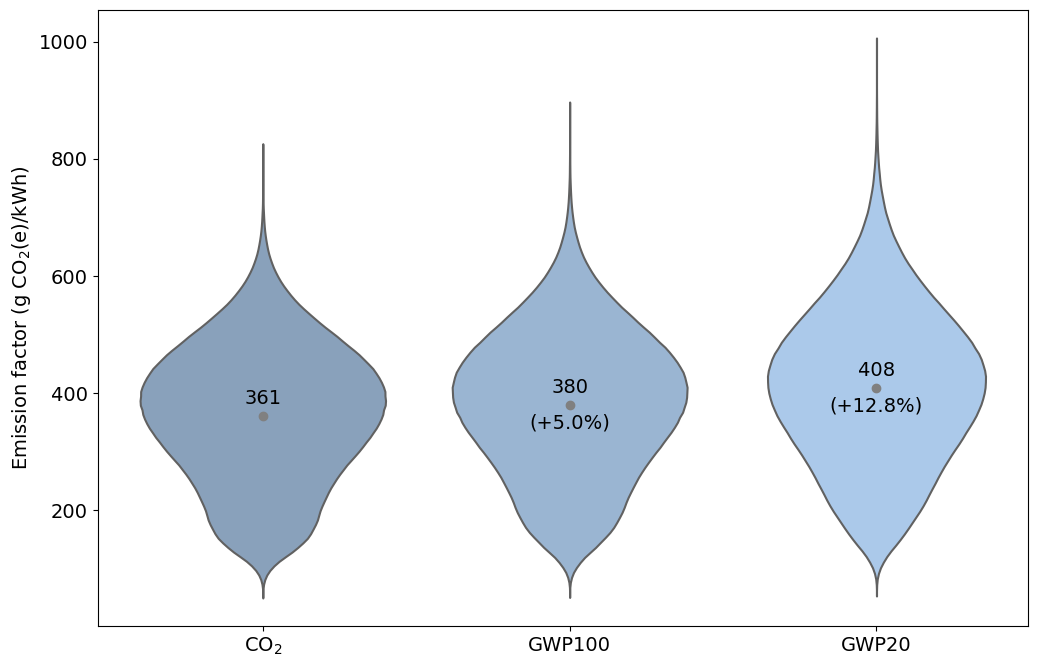 Emission factor (g CO₂(e)/kWh)
1000
800
600
400
200
361
380
(+5.0%)
408
(+12.8%)
CO₂
GWP100
GWP20